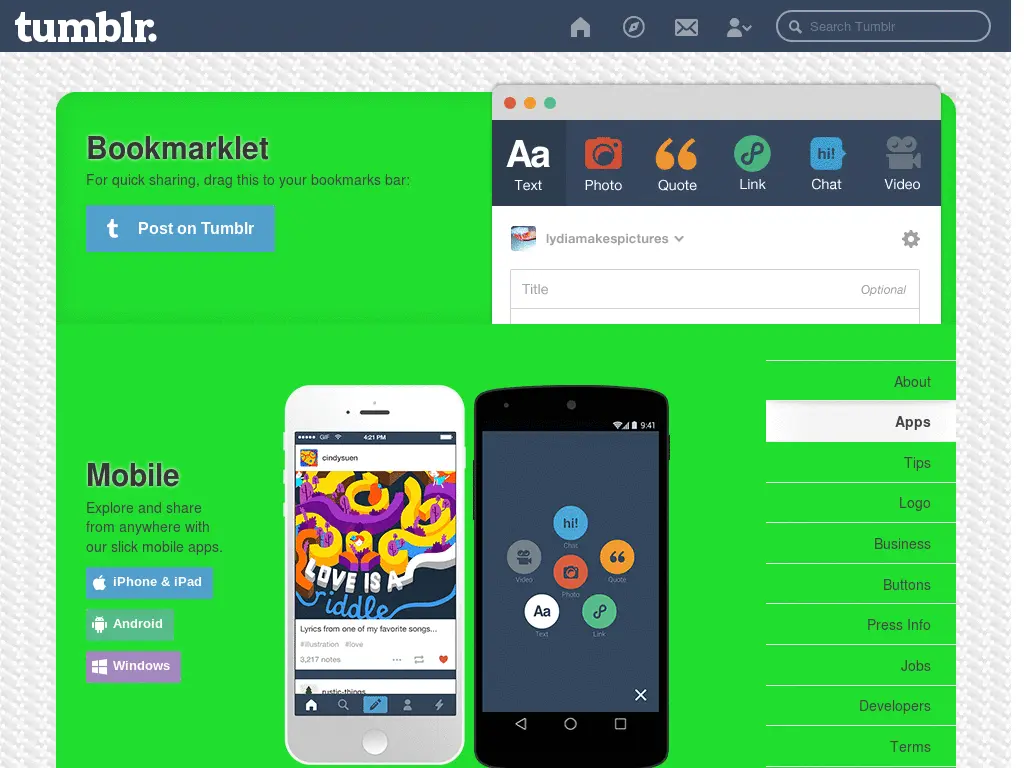 tumblr.
Search Tumblr
Bookmarklet
For quick sharing, drag this to your bookmarks bar:
t Post on Tumblr
Aa
hi!
Text Photo Quote Link Chat Video
lydiamakespictures
Title Optional
About
Apps
Tips
Logo
Business
Buttons
Press Info
Jobs
Developers
Terms
Mobile
Explore and share
from anywhere with
our slick mobile apps.
iPhone & iPad
Android
Windows
GIF 4:21 PM
cindysuen
LOVE IS A
riddle
Lyrics from one of my favorite songs...
#illustration #love
3,217 notes
rustic-things
9:41
hi!
Chat
Video
Quote
Photo
Aa
Text
Link